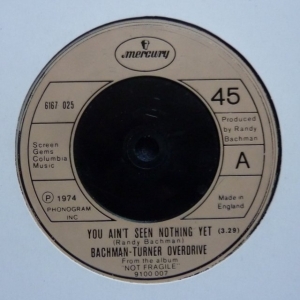 mercury
6167 025
45
Screen
Gems
Columbia
Music
Produced
by Randy
Bachman
A
℗ 1974
PHONOGRAM
INC
Made in
England
YOU AIN'T SEEN NOTHING YET (3.29)
(Randy Bachman)
BACHMAN-TURNER OVERDRIVE
From the album
'NOT FRAGILE'
9100 007